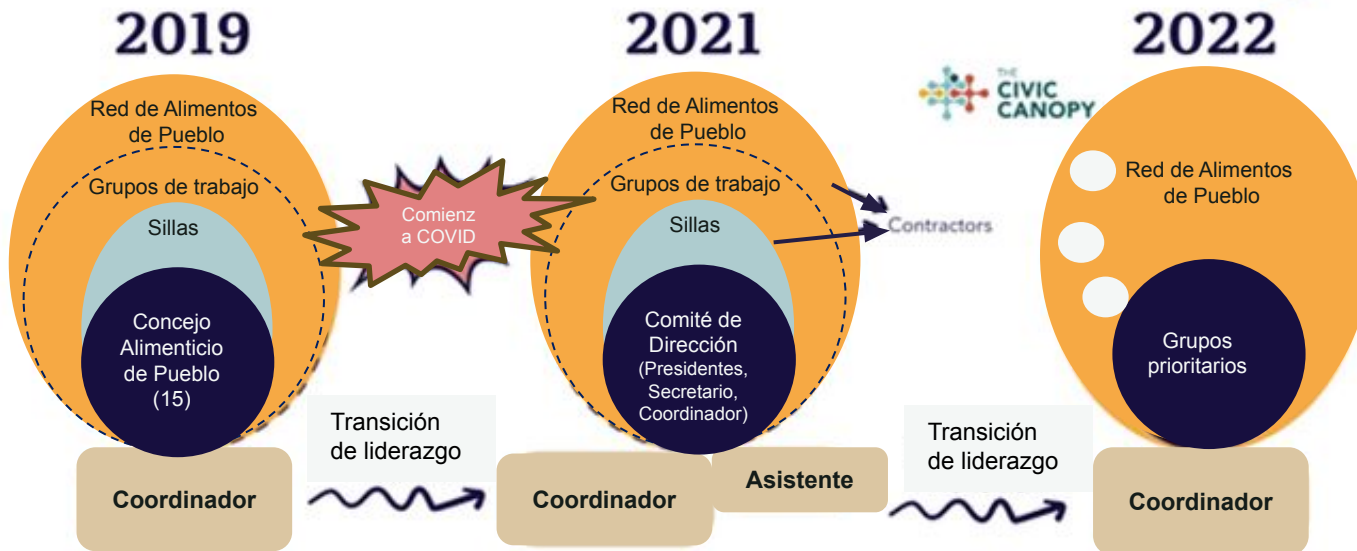 2019
Red de Alimentos
de Pueblo
Grupos de trabajo
Sillas
Concejo
Alimenticio
de Pueblo
(15)
Coordinador
Comienz
a COVID
Transición
de liderazgo
2021
Red de Alimentos
de Pueblo
Grupos de trabajo
Sillas
Comité de
Dirección
(Presidentes,
Secretario,
Coordinador)
Coordinador
Asistente
Contractors
THE
CIVIC
CANOPY
Transición
de liderazgo
2022
Red de Alimentos
de Pueblo
Grupos
prioritarios
Coordinador